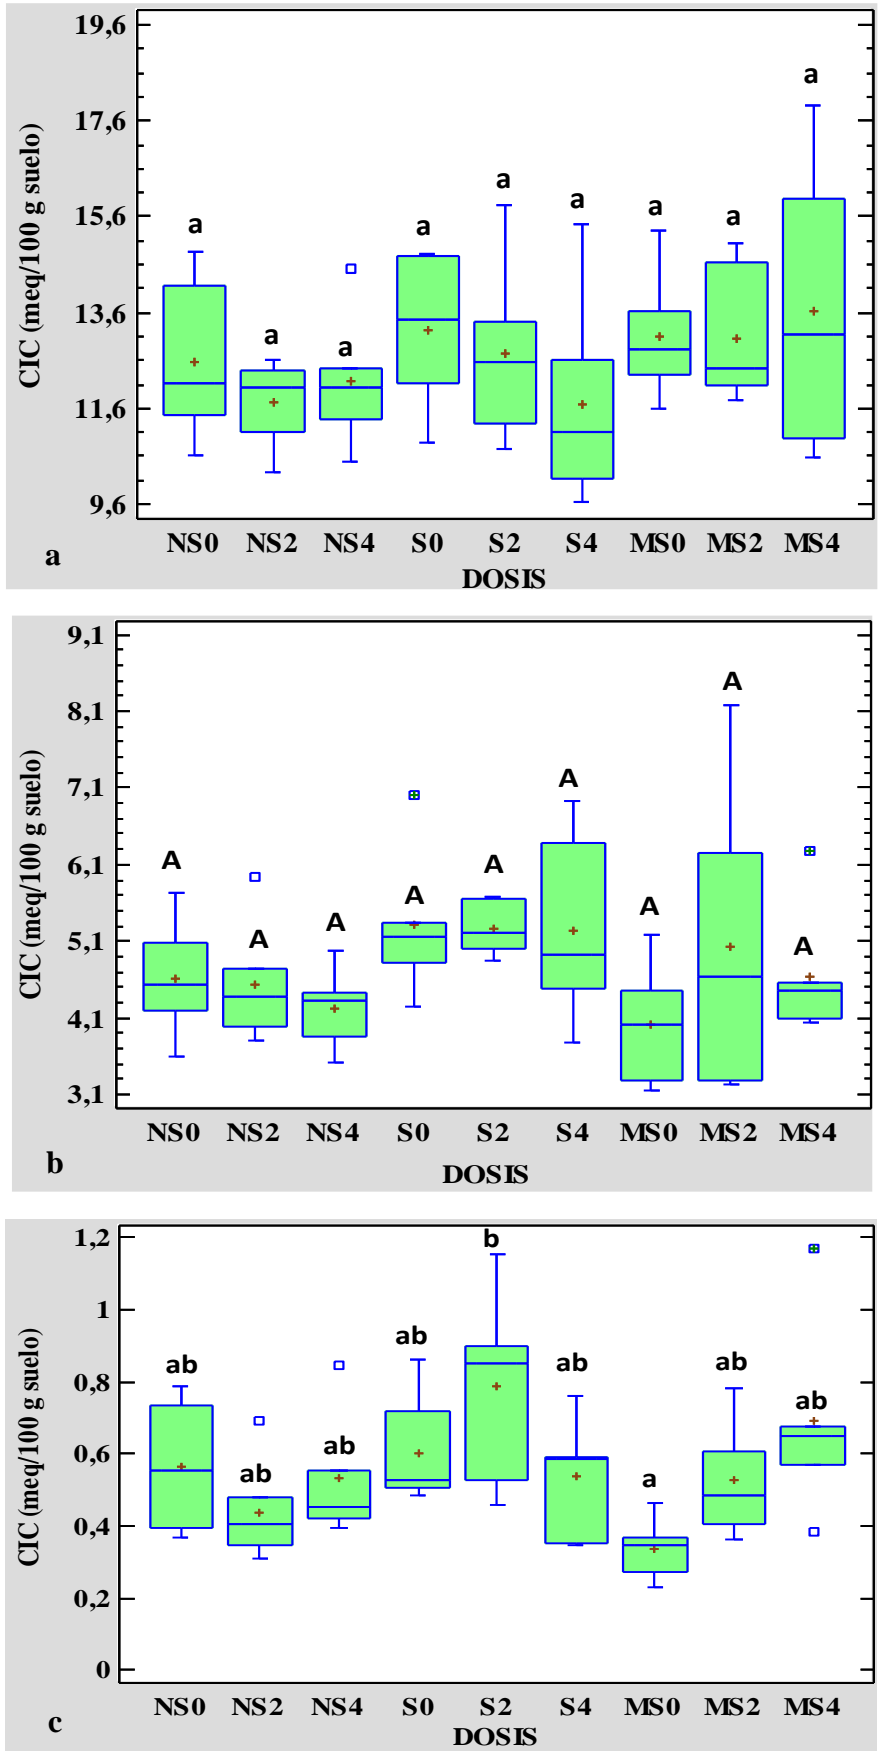 19,6
17,6
15,6
13,6
11,6
9,6
CIC (meq/100 g suelo)
a a a a a a a a a
NS0 NS2 NS4 S0 S2 S4 MS0 MS2 MS4
DOSIS
a
9,1
8,1
7,1
6,1
5,1
4,1
3,1
CIC (meq/100 g suelo)
A A A A A A A A A
NS0 NS2 NS4 S0 S2 S4 MS0 MS2 MS4
DOSIS
b
1,2
1
0,8
0,6
0,4
0,2
0
CIC (meq/100 g suelo)
ab ab ab ab b ab a ab ab
NS0 NS2 NS4 S0 S2 S4 MS0 MS2 MS4
DOSIS
c